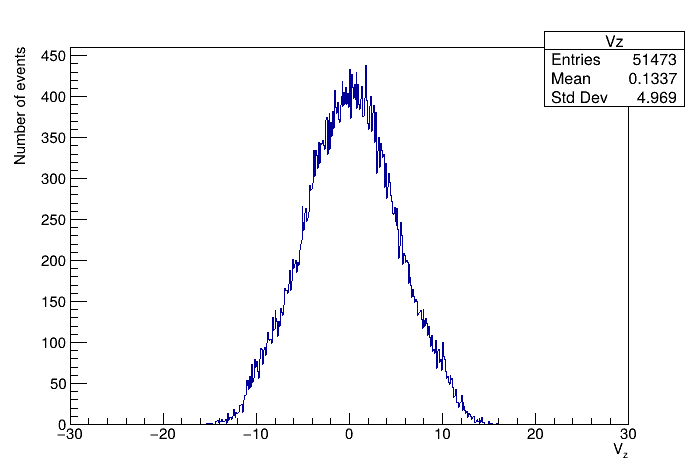 Vz
Entries 51473
Mean 0.1337
Std Dev 4.969
Number of events
450
400
350
300
250
200
150
100
50
0
−30 −20 −10 0 10 20 30
Vz